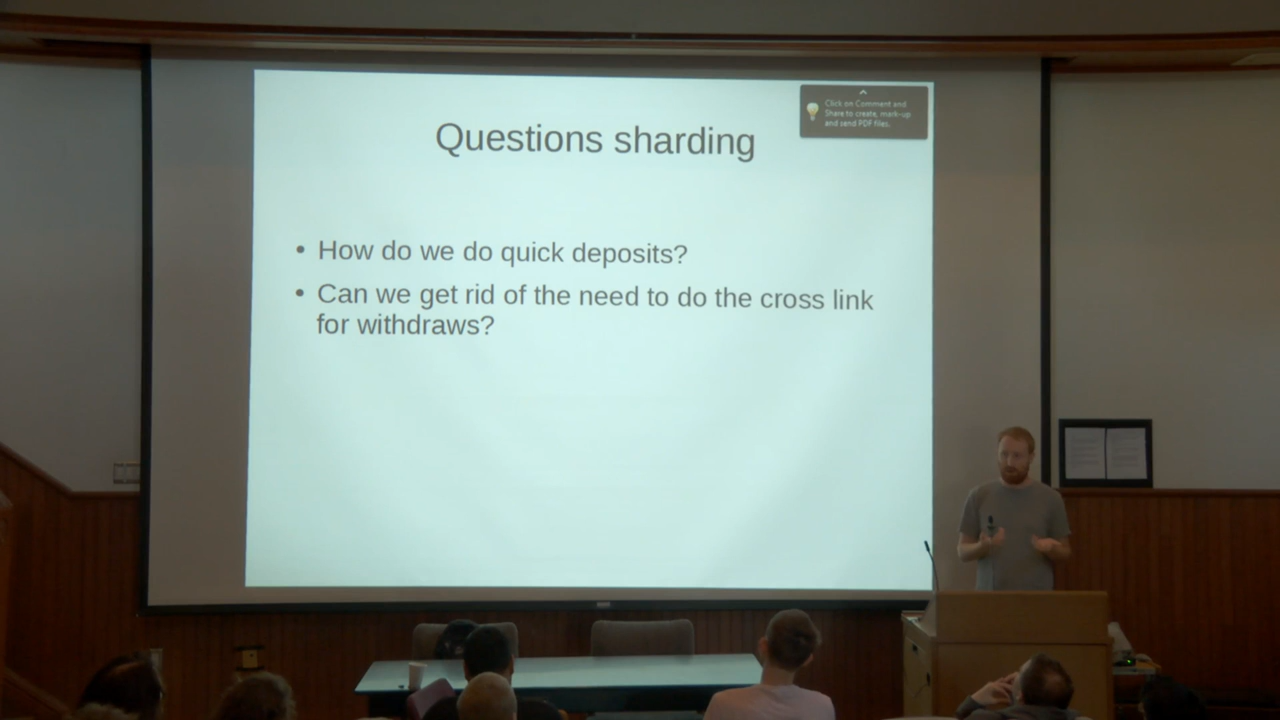 Questions sharding
Click on Comment and
Share to create, mark-up
and send PDF files.
• How do we do quick deposits?
• Can we get rid of the need to do the cross link
for withdraws?